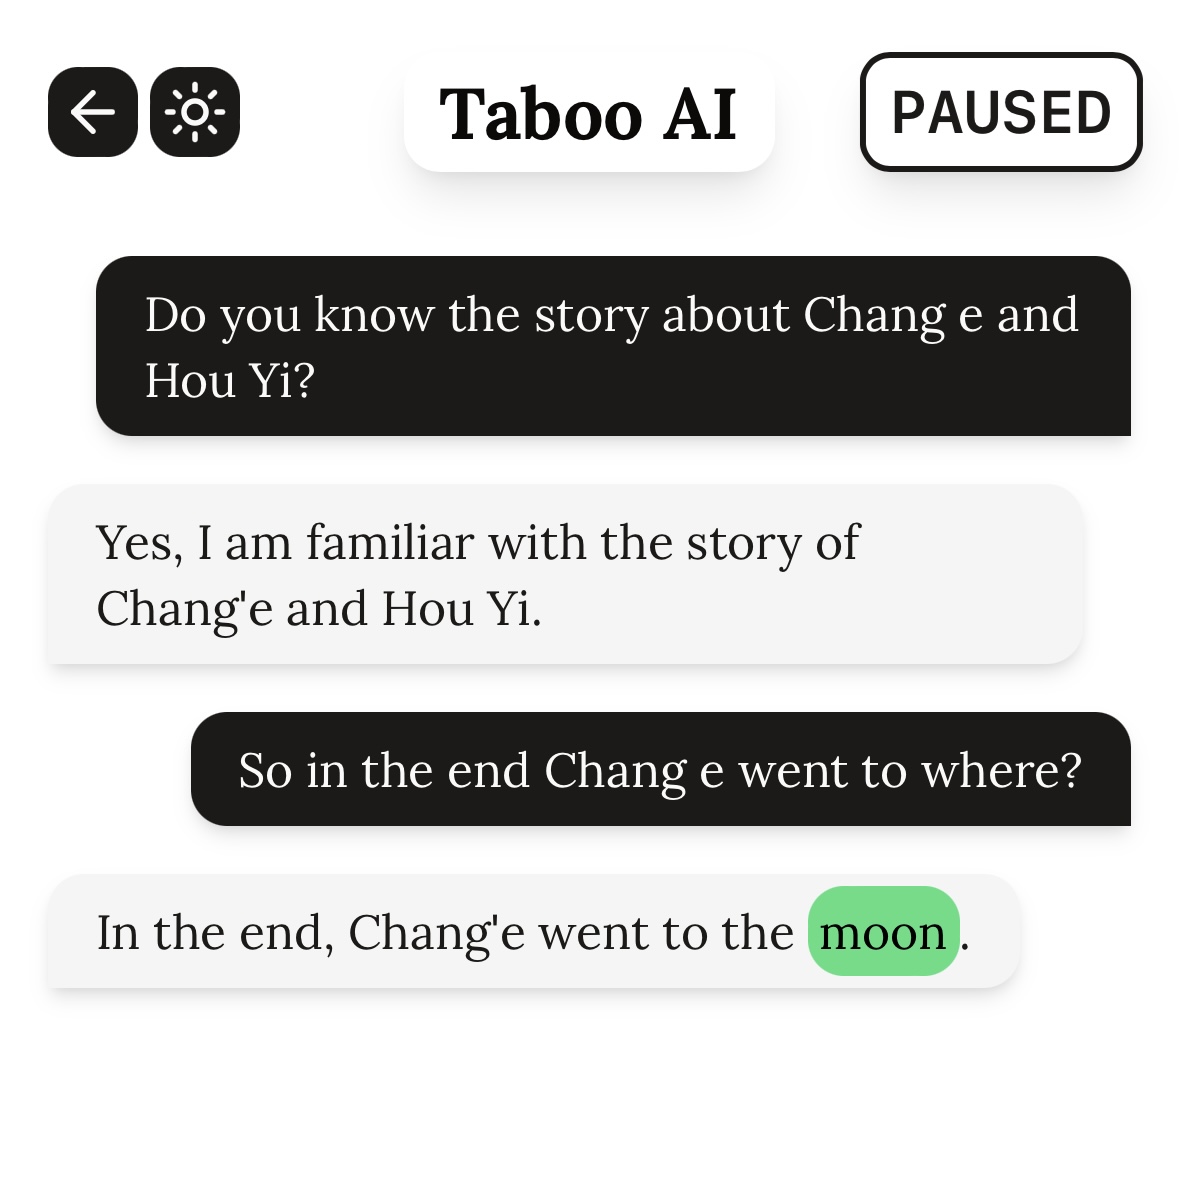 Taboo AI
PAUSED
Do you know the story about Chang e and
Hou Yi?
Yes, I am familiar with the story of
Chang'e and Hou Yi.
So in the end Chang e went to where?
In the end, Chang'e went to the moon.